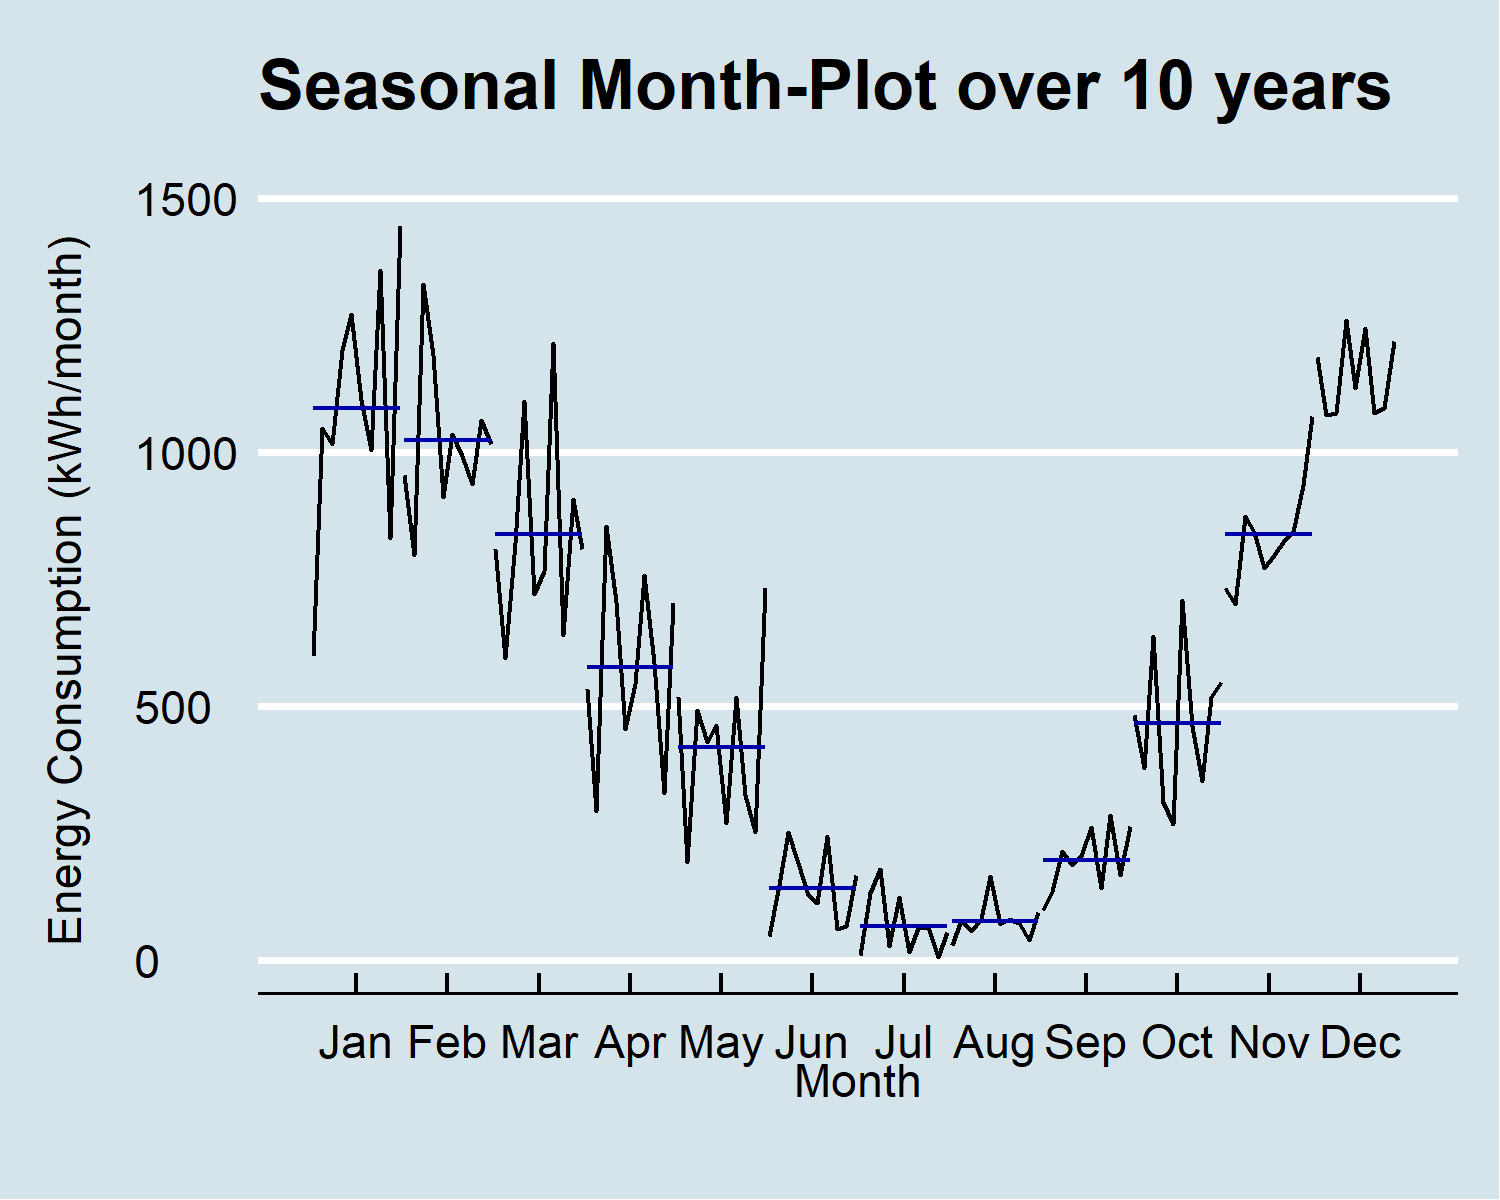 Seasonal Month-Plot over 10 years
Energy Consumption (kWh/month)
1500
1000
500
0
Jan Feb Mar Apr May Jun Jul Aug Sep Oct Nov Dec
Month